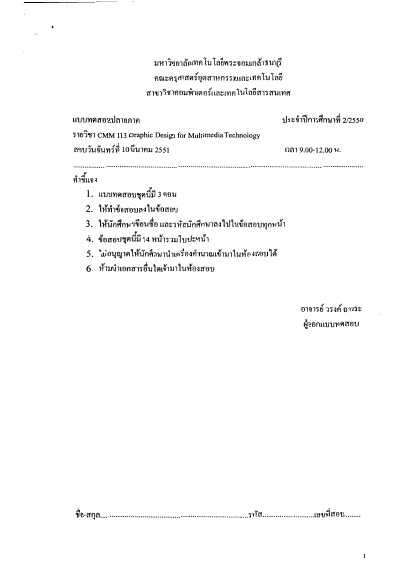 มหาวิทยาลัยเทคโนโลยีพระจอมเกล้าธนบุรี
คณะครุศาสตร์อุตสาหกรรมและเทคโนโลยี
สาขาวิชาคอมพิวเตอร์และเทคโนโลยีสารสนเทศ
แบบทดสอบปลายภาค ประจำปีการศึกษาที่ 2/2550
รายวิชา CMM 113 Graphic Design for Multimedia Technology
สอบวันจันทร์ที่ 10 มีนาคม 2551 เวลา 9.00-12.00 น.
คำชี้แจง
1. แบบทดสอบชุดนี้มี 3 ตอน
2. ให้ทำข้อสอบลงในข้อสอบ
3. ให้นักศึกษาเขียนชื่อ และรหัสนักศึกษาลงไปในข้อสอบทุกหน้า
4. ข้อสอบชุดนี้มี 14 หน้ารวมใบปะหน้า
5. ไม่อนุญาตให้นักศึกษานำเครื่องคำนวณเข้ามาในห้องสอบได้
6. ห้ามนำเอกสารอื่นใดเข้ามาในห้องสอบ
อาจารย์ วรงค์ ถาวระ
ผู้ออกแบบทดสอบ
ชื่อ-สกุล..............................................รหัส......................เลขที่สอบ........
1